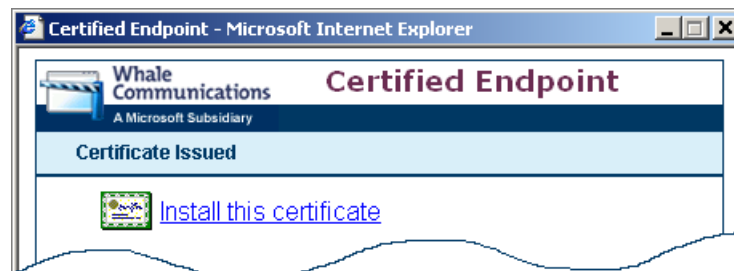 Certified Endpoint - Microsoft Internet Explorer
Whale
Communications
A Microsoft Subsidiary
Certified Endpoint
Certificate Issued
Install this certificate